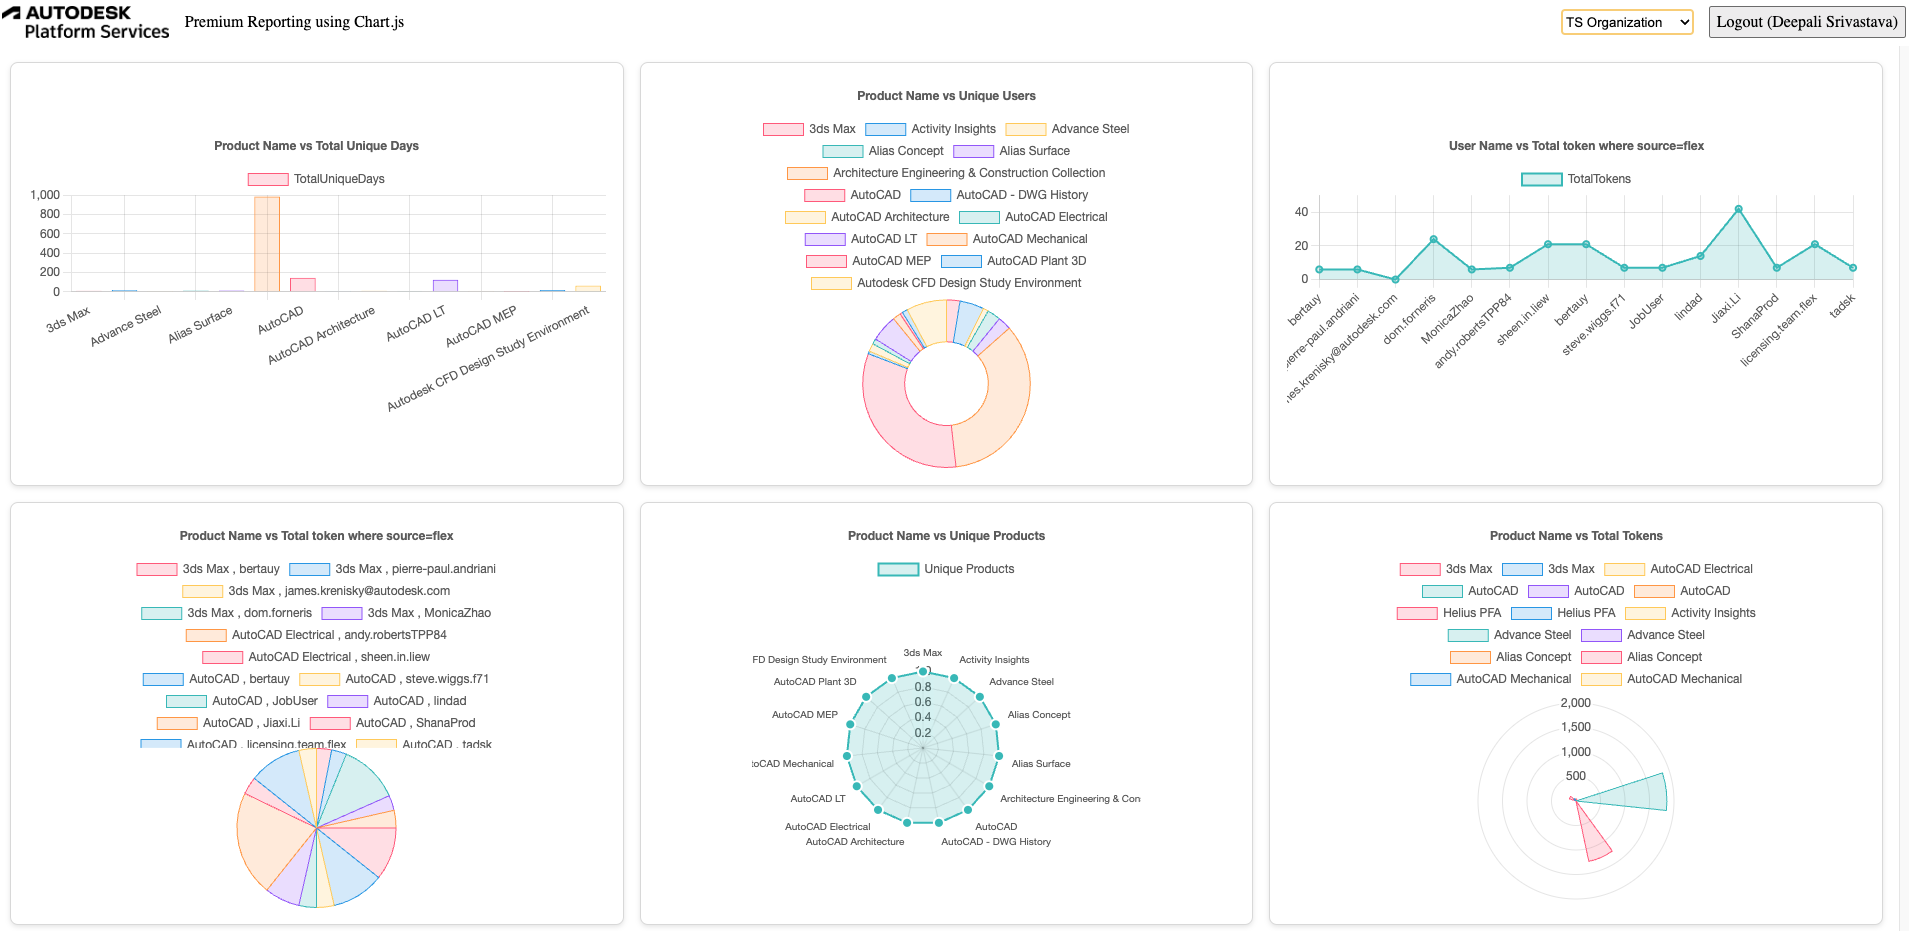 AUTODESK
Platform Services
Premium Reporting using Chart.js
TS Organization
Logout (Deepali Srivastava)
Product Name vs Total Unique Days
TotalUniqueDays
1,000
800
600
400
200
0
3ds Max
Advance Steel
Alias Surface
AutoCAD
AutoCAD Architecture
AutoCAD LT
AutoCAD MEP
Autodesk CFD Design Study Environment
Product Name vs Unique Users
3ds Max Activity Insights Advance Steel
Alias Concept Alias Surface
Architecture Engineering & Construction Collection
AutoCAD AutoCAD - DWG History
AutoCAD Architecture AutoCAD Electrical
AutoCAD LT AutoCAD Mechanical
AutoCAD MEP AutoCAD Plant 3D
Autodesk CFD Design Study Environment
User Name vs Total token where source=flex
TotalTokens
40
20
0
bertauy
ierre-paul.andriani
nes.krenisky@autodesk.com
dom.forneris
MonicaZhao
andy.robertsTPP84
sheen.in.liew
bertauy
steve.wiggs.f71
JobUser
lindad
Jiaxi.Li
ShanaProd
licensing.team.flex
tadsk
Product Name vs Total token where source=flex
3ds Max , bertauy 3ds Max , pierre-paul.andriani
3ds Max , james.krenisky@autodesk.com
3ds Max , dom.forneris 3ds Max , MonicaZhao
AutoCAD Electrical , andy.robertsTPP84
AutoCAD Electrical , sheen.in.liew
AutoCAD , bertauy AutoCAD , steve.wiggs.f71
AutoCAD , JobUser AutoCAD , lindad
AutoCAD , Jiaxi.Li AutoCAD , ShanaProd
AutoCAD , licensing.team.flex AutoCAD , tadsk
Product Name vs Unique Products
Unique Products
3ds Max
FD Design Study Environment Activity Insights
AutoCAD Plant 3D Advance Steel
0.8
0.6
AutoCAD MEP 0.4 Alias Concept
0.2
oCAD Mechanical Alias Surface
AutoCAD LT Architecture Engineering & Con
AutoCAD Electrical AutoCAD
AutoCAD Architecture AutoCAD - DWG History
Product Name vs Total Tokens
3ds Max 3ds Max AutoCAD Electrical
AutoCAD AutoCAD AutoCAD
Helius PFA Helius PFA Activity Insights
Advance Steel Advance Steel
Alias Concept Alias Concept
AutoCAD Mechanical AutoCAD Mechanical
2,000
1,500
1,000
500